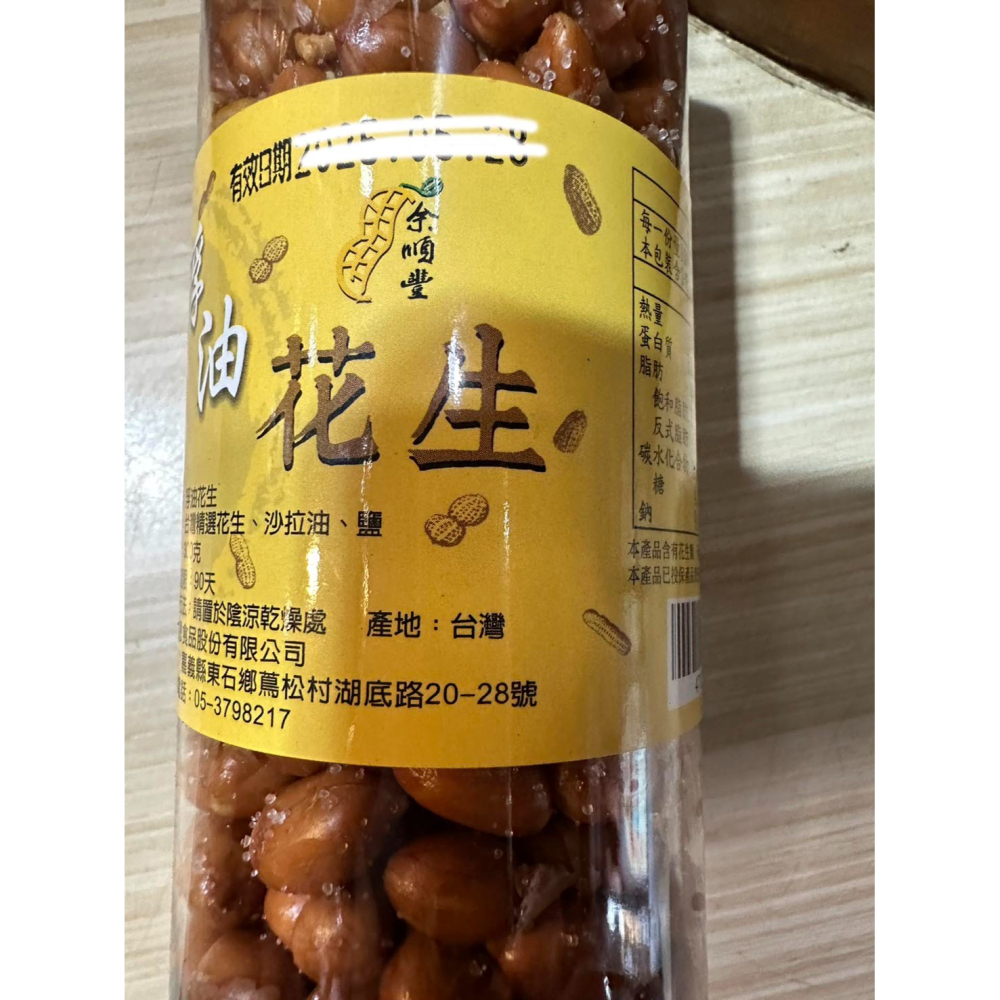 有效日期
余順豐
油花生
油花生
精選花生、沙拉油、鹽
克
90天
請置於陰涼乾燥處 產地：台灣
食品股份有限公司
嘉義縣東石鄉蔦松村湖底路20-28號
05-3798217
每一份
本包裝
熱量
蛋白質
脂肪
飽和脂肪
反式脂肪
碳水化合物
糖
鈉
本產品含有花生
本產品已投保產品